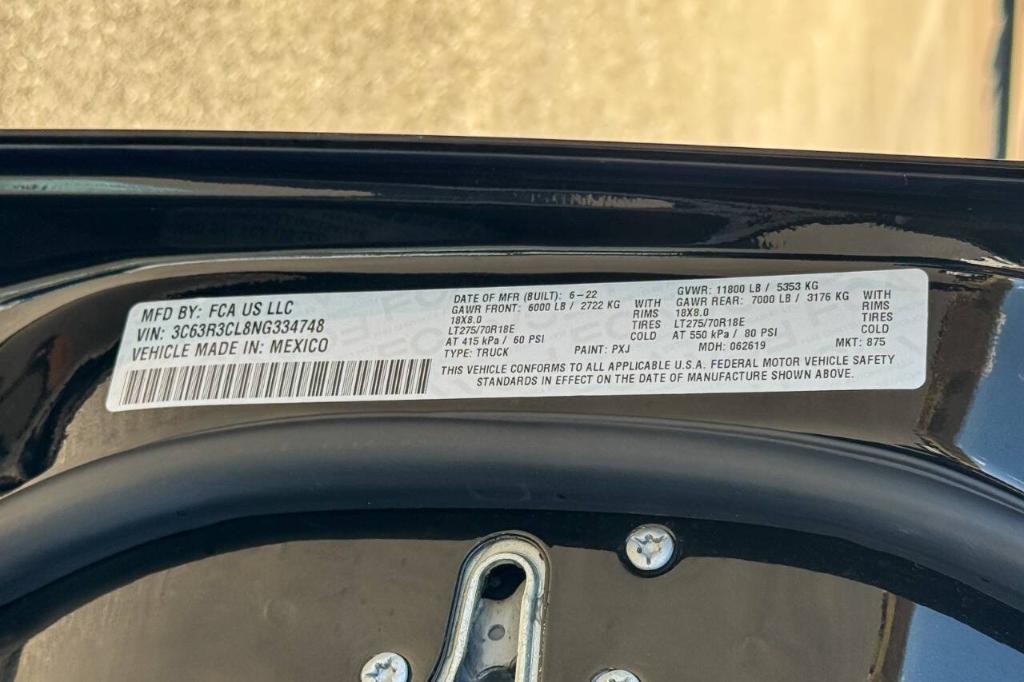 MFD BY: FCA US LLC
VIN: 3C63R3CL8NG334748
VEHICLE MADE IN: MEXICO
DATE OF MFR (BUILT): 6-22
GAWR FRONT: 6000 LB / 2722 KG WITH
18X8.0 RIMS
LT275/70R18E TIRES
AT 415 kPa / 60 PSI COLD
TYPE: TRUCK PAINT: PXJ
GVWR: 11800 LB / 5353 KG
GAWR REAR: 7000 LB / 3176 KG WITH
18X8.0 RIMS
LT275/70R18E TIRES
AT 550 kPa / 80 PSI COLD
MDH: 062619 MKT: 875
THIS VEHICLE CONFORMS TO ALL APPLICABLE U.S.A. FEDERAL MOTOR VEHICLE SAFETY
STANDARDS IN EFFECT ON THE DATE OF MANUFACTURE SHOWN ABOVE.